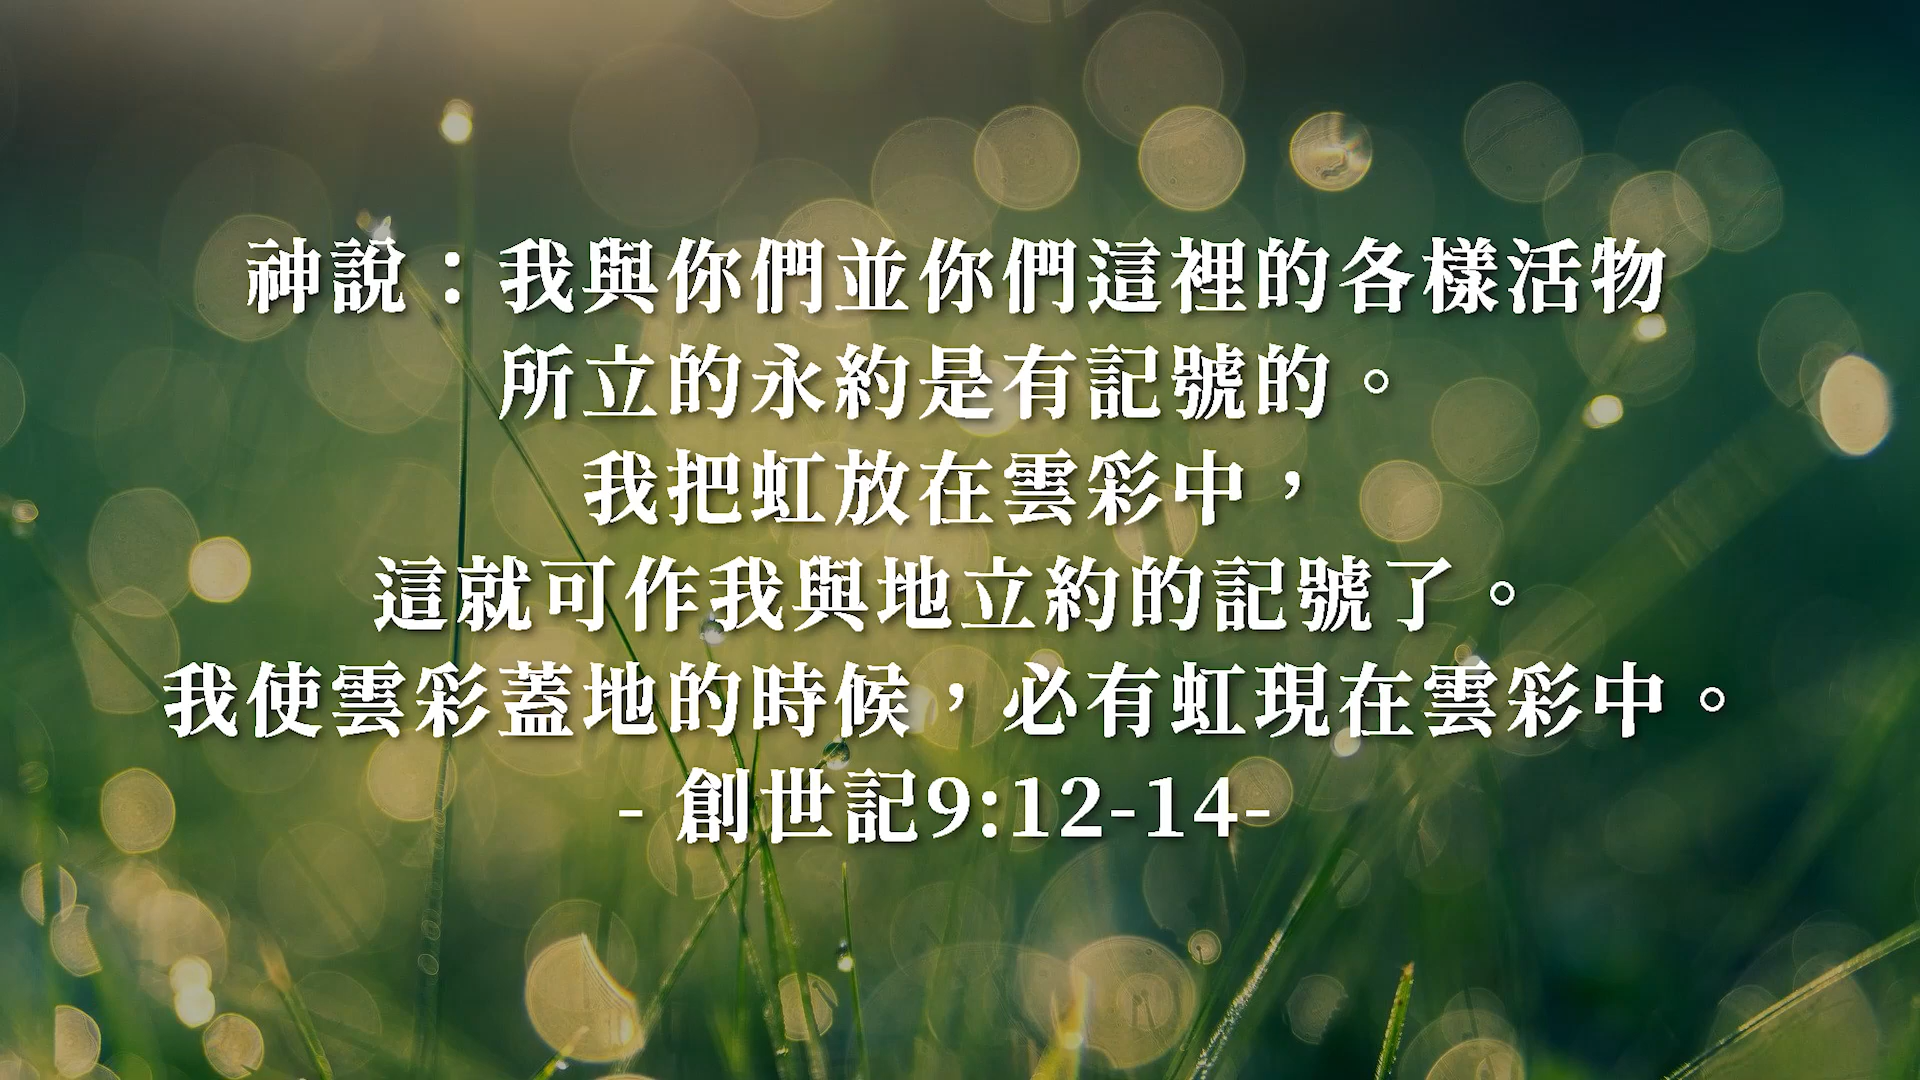 神說：我與你們並你們這裡的各樣活物
所立的永約是有記號的。
我把虹放在雲彩中，
這就可作我與地立約的記號了。
我使雲彩蓋地的時候，必有虹現在雲彩中。
- 創世記9:12-14-